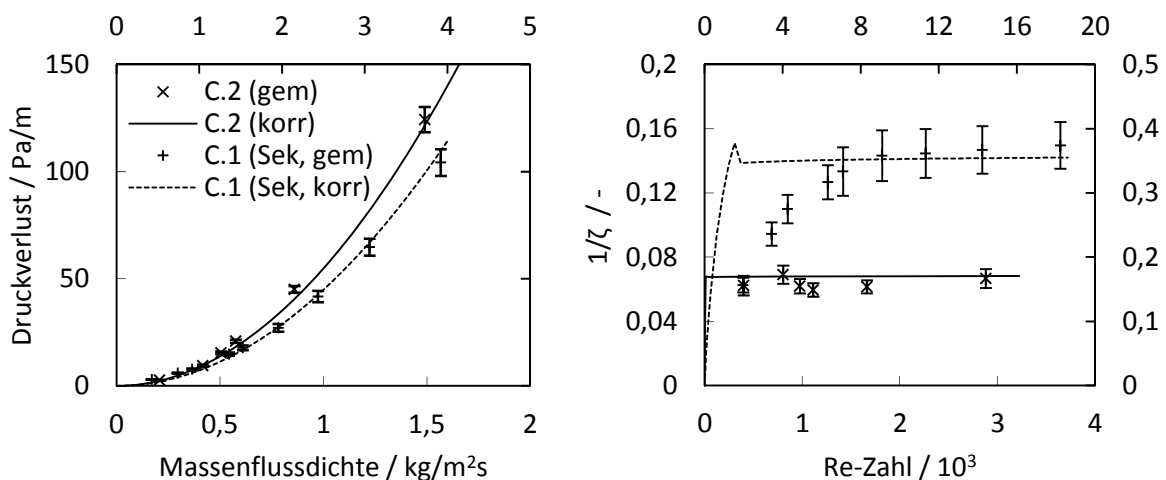 0 1 2 3 4 5
150
100
50
0
Druckverlust / Pa/m
C.2 (gem)
C.2 (korr)
C.1 (Sek, gem)
C.1 (Sek, korr)
0 0,5 1 1,5 2
Massenflussdichte / kg/m²s
0 4 8 12 16 20
0,2
0,16
0,12
0,08
0,04
0
1/ζ / -
0,5
0,4
0,3
0,2
0,1
0
0 1 2 3 4
Re-Zahl / 10³